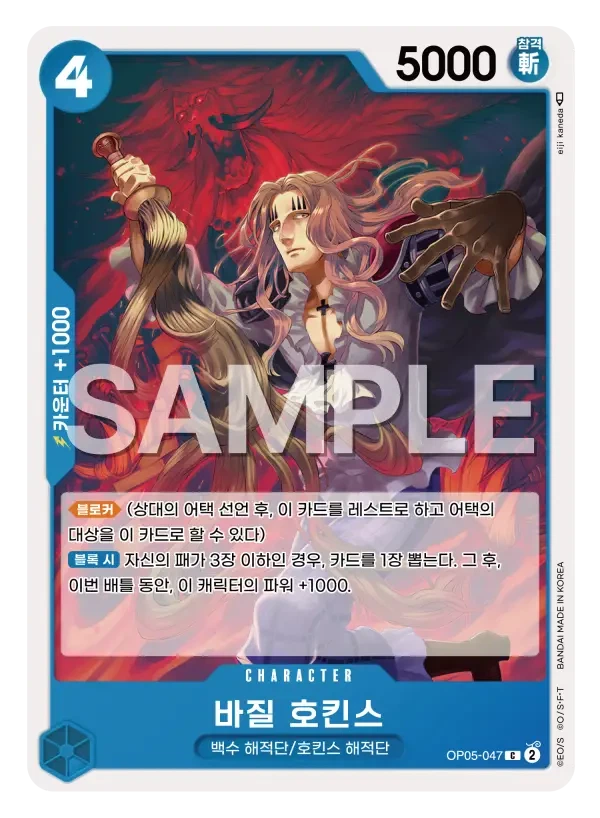 4
5000
참격
斬
eiji kaneda
카운터 +1000
SAMPLE
블로커 (상대의 어택 선언 후, 이 카드를 레스트로 하고 어택의
대상을 이 카드로 할 수 있다)
블록 시 자신의 패가 3장 이하인 경우, 카드를 1장 뽑는다. 그 후,
이번 배틀 동안, 이 캐릭터의 파워 +1000.
CHARACTER
바질 호킨스
백수 해적단/호킨스 해적단
OP05-047 C 2
©EO/S ©O/S·F·T BANDAI MADE IN KOREA